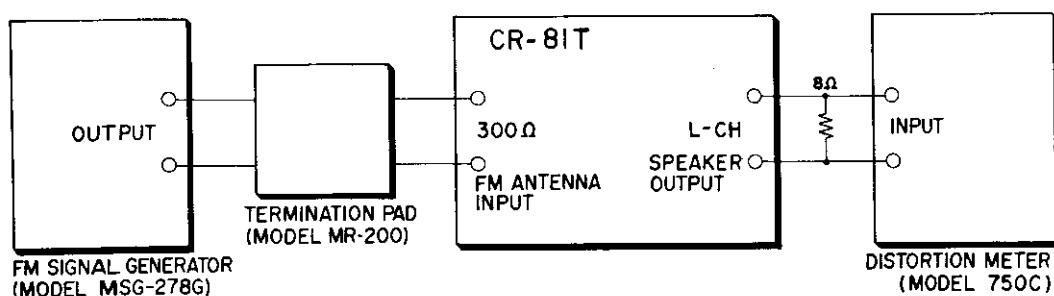 OUTPUT
FM SIGNAL GENERATOR
(MODEL MSG-278G)
TERMINATION PAD
(MODEL MR-200)
CR-81T
300Ω
FM ANTENNA
INPUT
L-CH
SPEAKER
OUTPUT
8Ω
INPUT
DISTORTION METER
(MODEL 750C)